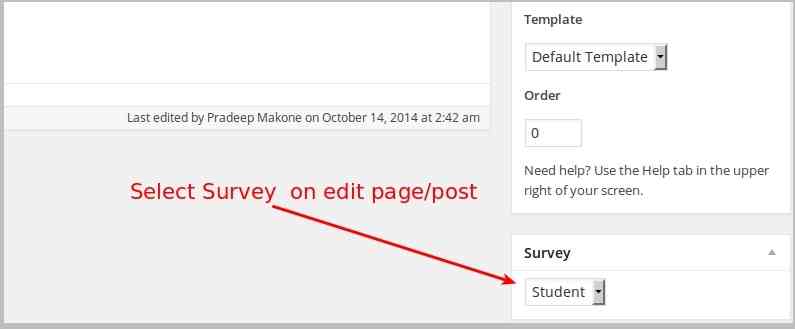 Template
Default Template
Order
0
Last edited by Pradeep Makone on October 14, 2014 at 2:42 am
Need help? Use the Help tab in the upper
right of your screen.
Select Survey on edit page/post
Survey
Student